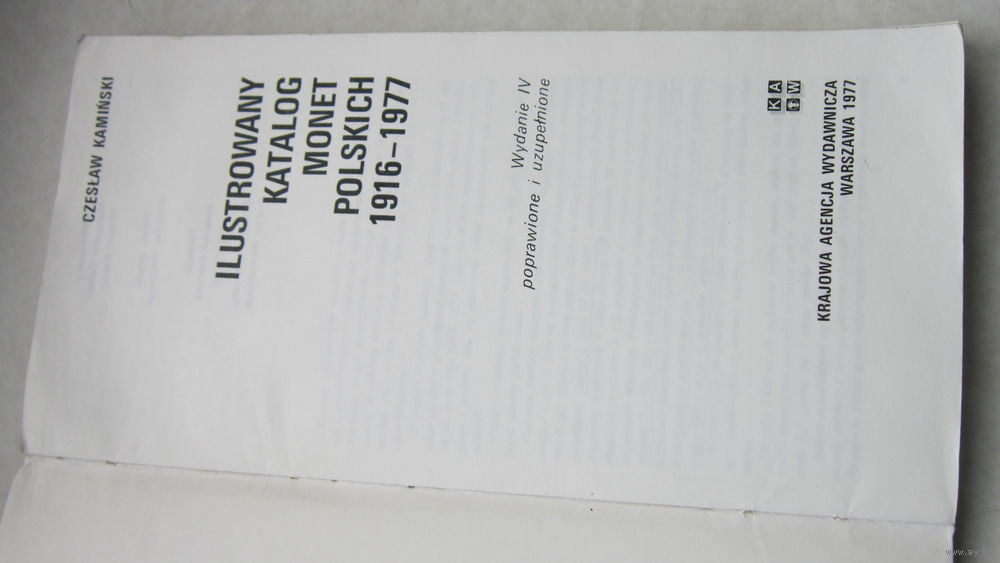 CZESŁAW KAMIŃSKI
ILUSTROWANY
KATALOG
MONET
POLSKICH
1916–1977
Wydanie IV
poprawione i uzupełnione
KA
W
KRAJOWA AGENCJA WYDAWNICZA
WARSZAWA 1977